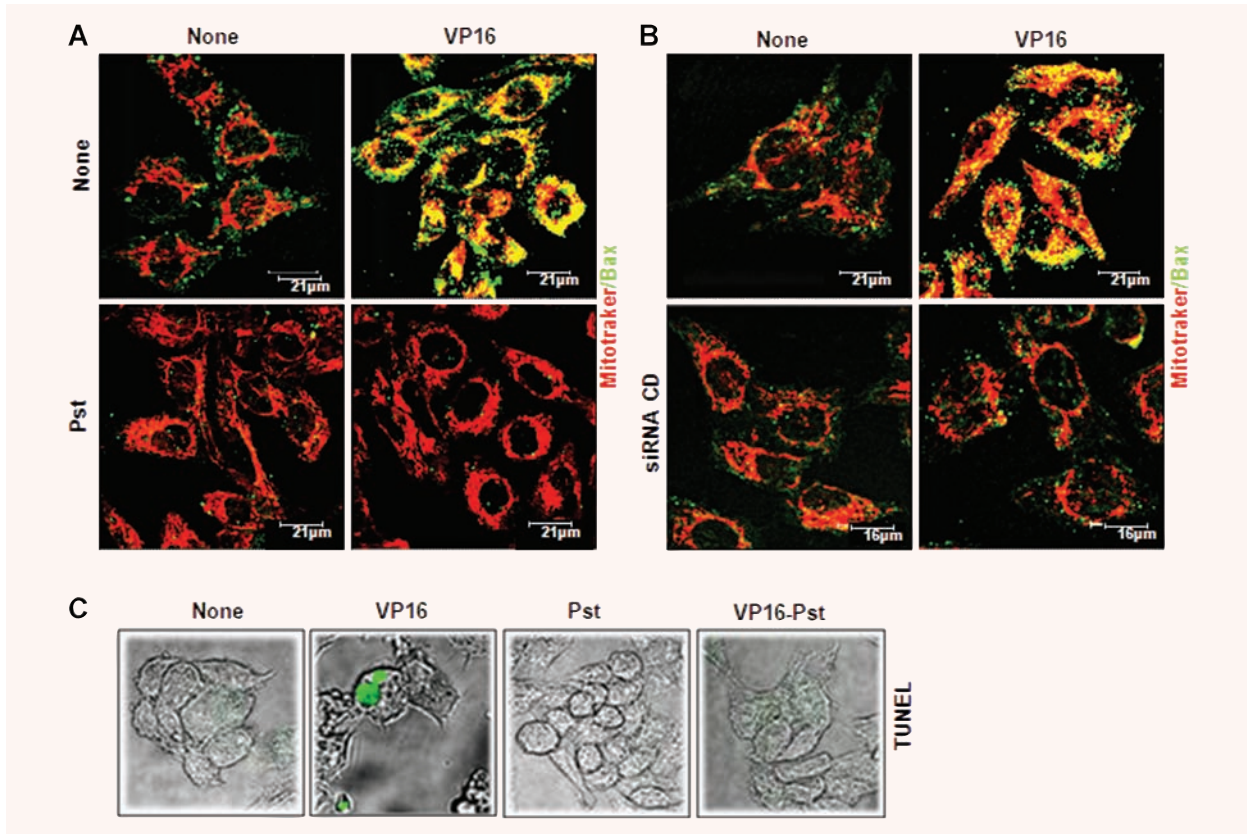 A
None
VP16
B
None
VP16
None
21µm
21µm
21µm
21µm
Mitotraker/Bax
Mitotraker/Bax
Pst
21µm
21µm
siRNA CD
16µm
16µm
C
None
VP16
Pst
VP16-Pst
TUNEL